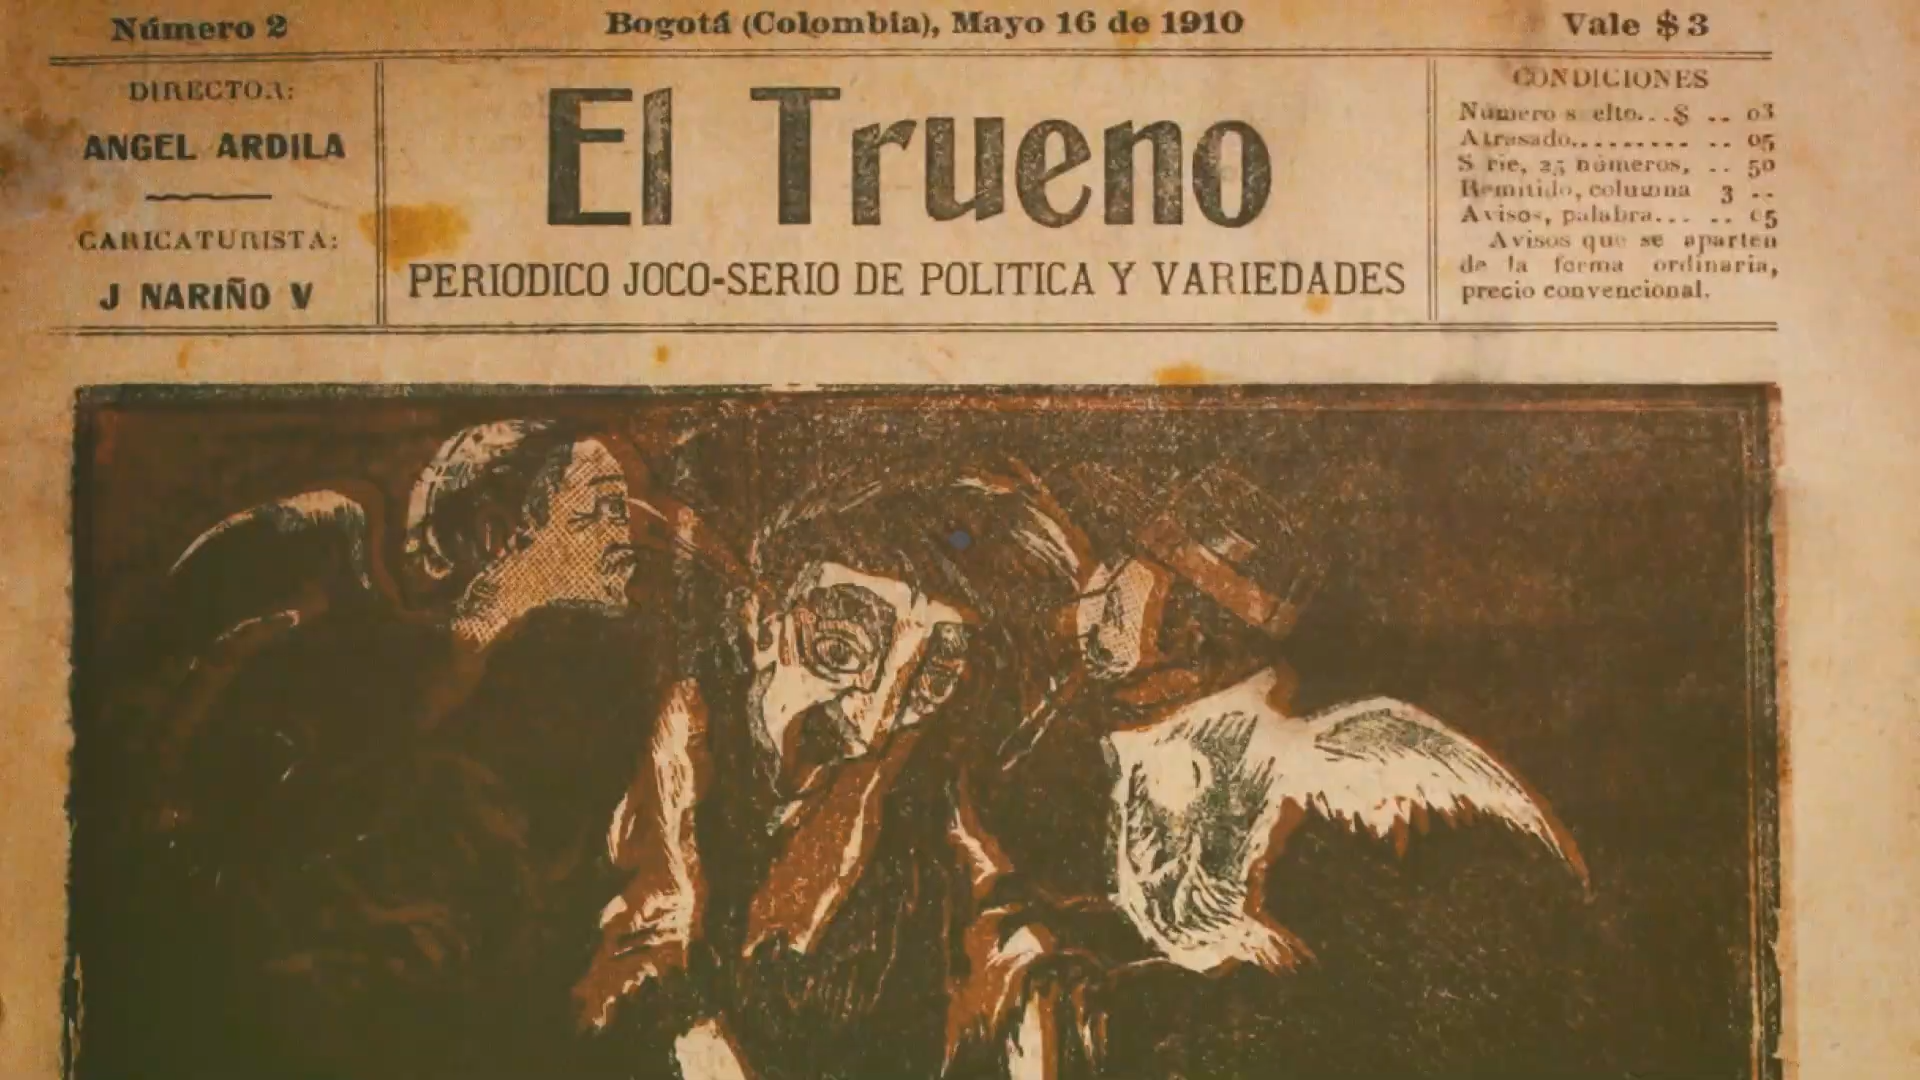 Número 2
Bogotá (Colombia), Mayo 16 de 1910
Vale $3
DIRECTOR:
ANGEL ARDILA
CARICATURISTA:
J NARIÑO V
El Trueno
PERIODICO JOCO-SERIO DE POLITICA Y VARIEDADES
CONDICIONES
Número s elto...$ .. 03
Atrasado......... .. 05
S rie, 25 números, .. 50
Remitido, columna 3 ..
Avisos, palabra... .. 05
Avisos que se aparten
de la forma ordinaria,
precio convencional.